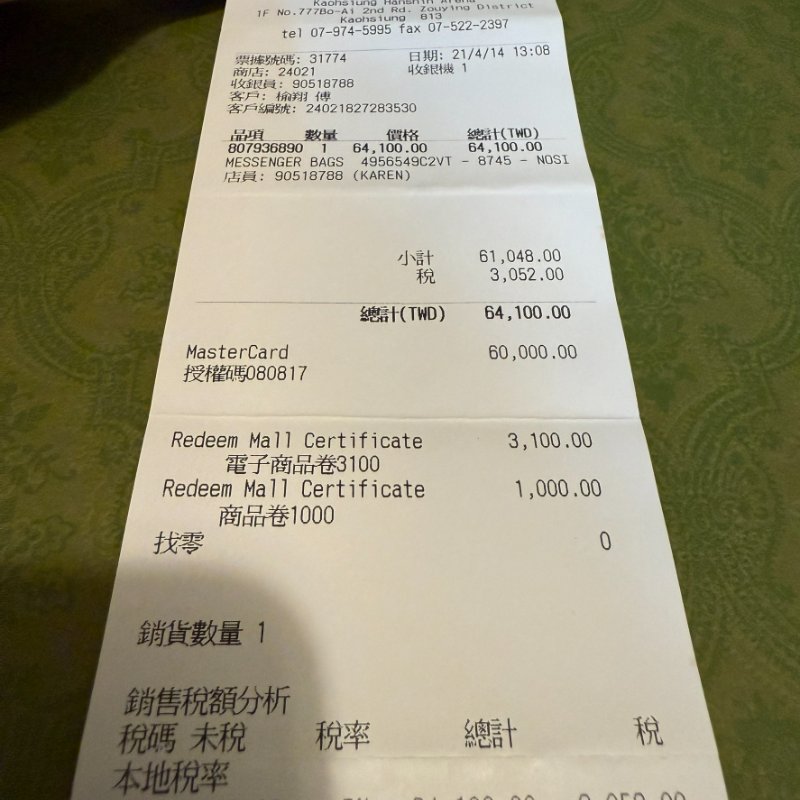 Kaohsiung Hanshin Arena
1F No.777Bo-Ai 2nd Rd. Zouying District
Kaohsiung 813
tel 07-974-5995 fax 07-522-2397
票據號碼: 31774 日期: 21/4/14 13:08
商店: 24021 收銀機 1
收銀員: 90518788
客戶: 榆翔 傅
客戶編號: 24021827283530
品項 數量 價格 總計(TWD)
807936890 1 64,100.00 64,100.00
MESSENGER BAGS 4956549C2VT - 8745 - NOSI
店員: 90518788 (KAREN)
小計 61,048.00
稅 3,052.00
總計(TWD) 64,100.00
MasterCard 60,000.00
授權碼080817
Redeem Mall Certificate 3,100.00
電子商品卷3100
Redeem Mall Certificate 1,000.00
商品卷1000
找零 0
銷貨數量 1
銷售稅額分析
稅碼 未稅 稅率 總計 稅
本地稅率